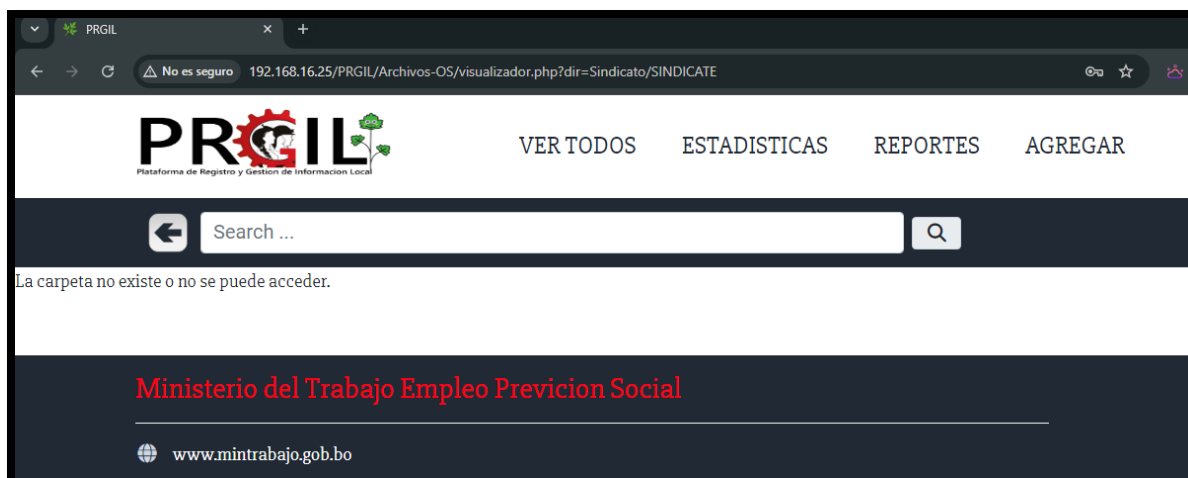 PRGIL
No es seguro 192.168.16.25/PRGIL/Archivos-OS/visualizador.php?dir=Sindicato/SINDICATE
PRGIL
Plataforma de Registro y Gestion de Informacion Local
VER TODOS ESTADISTICAS REPORTES AGREGAR
Search ...
La carpeta no existe o no se puede acceder.
Ministerio del Trabajo Empleo Previcion Social
www.mintrabajo.gob.bo